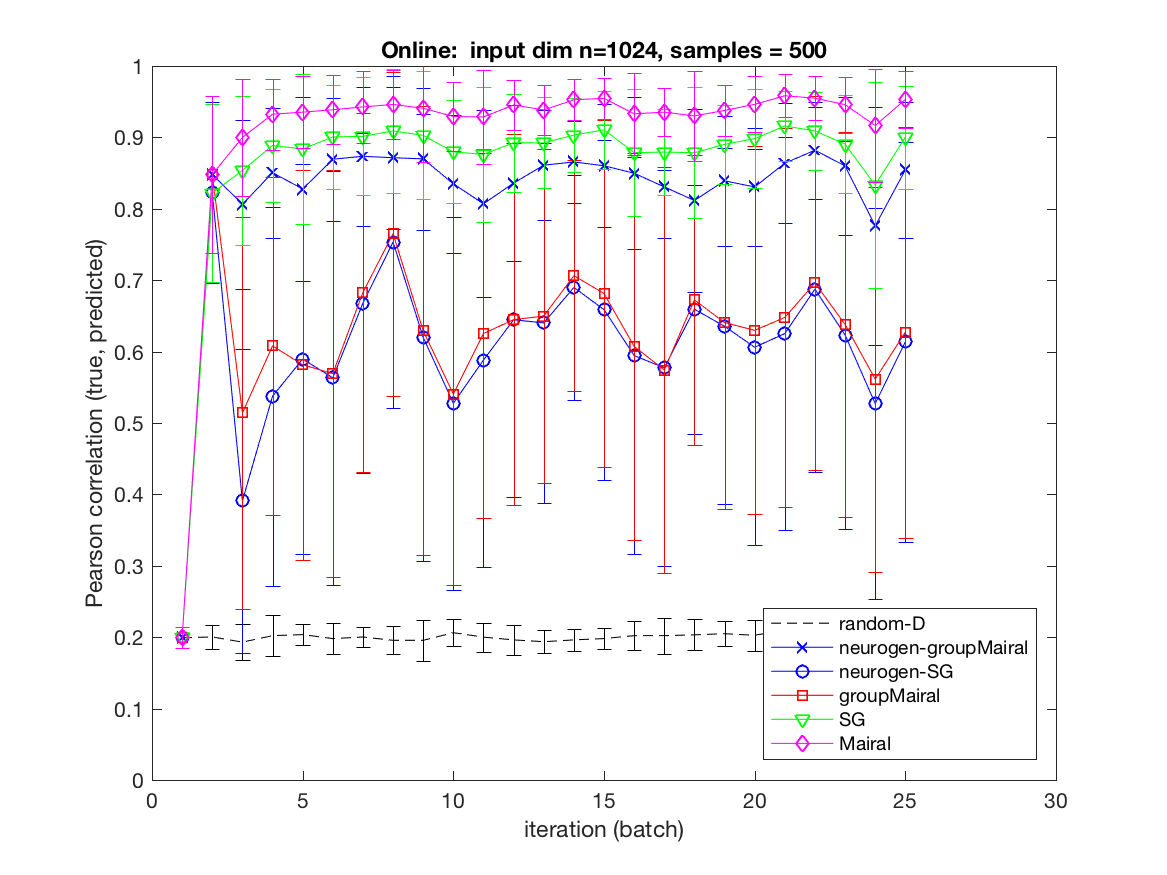 Online:  input dim n=1024, samples = 500
Pearson correlation (true, predicted)
1
0.9
0.8
0.7
0.6
0.5
0.4
0.3
0.2
0.1
0
0 5 10 15 20 25 30
iteration (batch)
random-D
neurogen-groupMairal
neurogen-SG
groupMairal
SG
Mairal